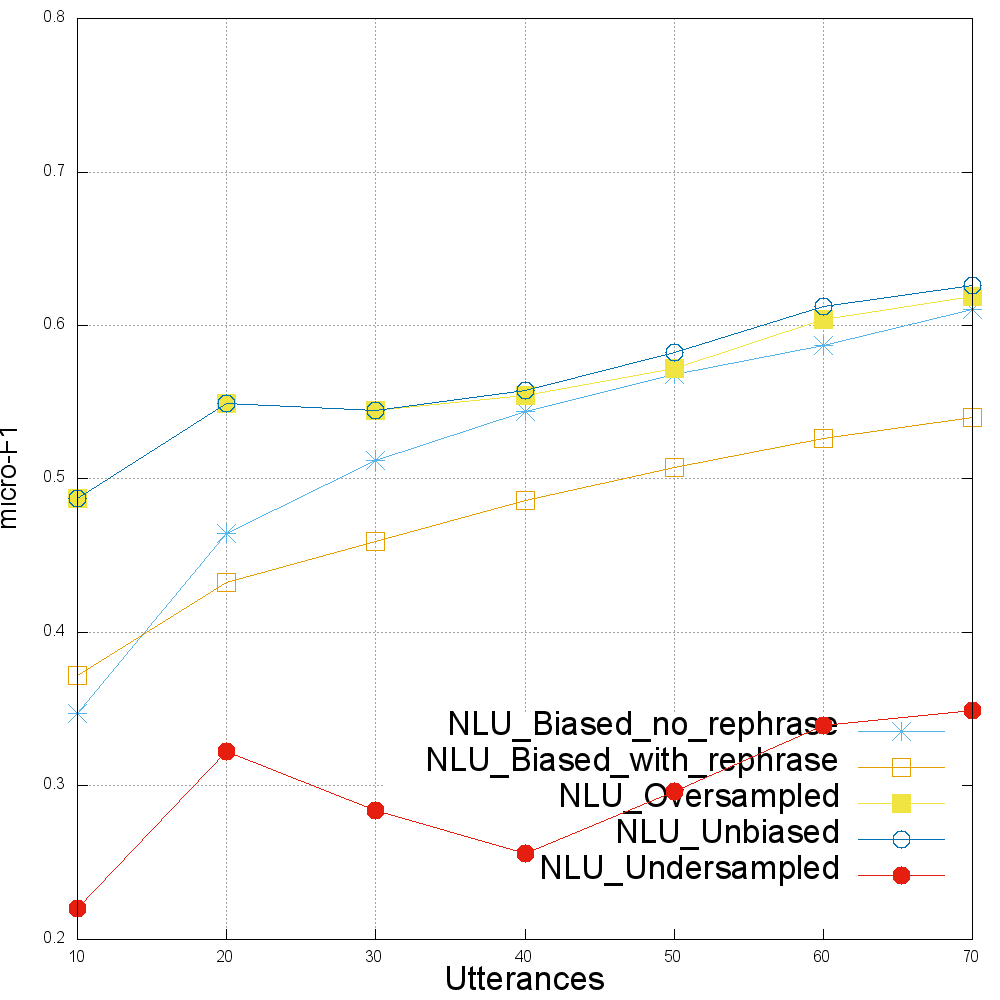 0.8
0.7
0.6
0.5
0.4
0.3
0.2
micro-F1
NLU_Biased_no_rephrase
NLU_Biased_with_rephrase
NLU_Oversampled
NLU_Unbiased
NLU_Undersampled
10 20 30 40 50 60 70
Utterances